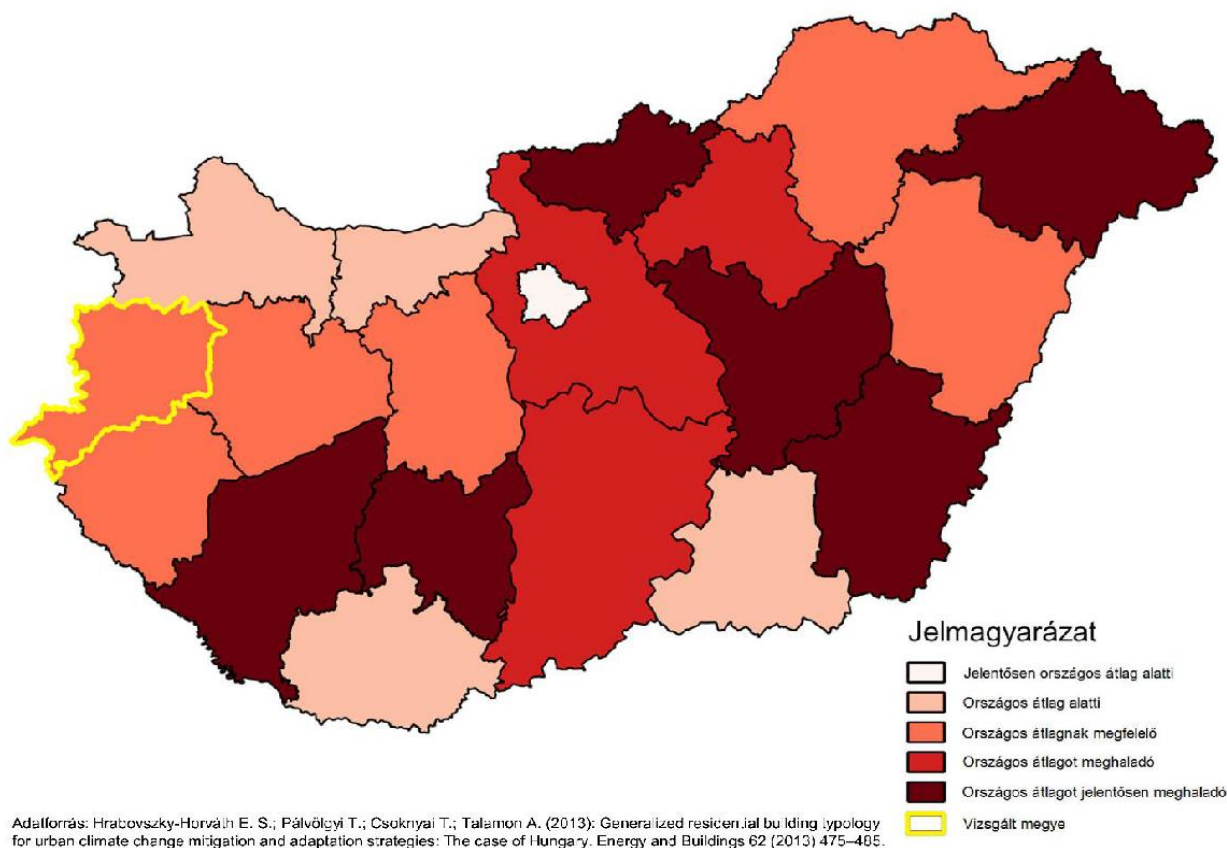 Jelmagyarázat
Jelentősen országos átlag alatti
Országos átlag alatti
Országos átlagnak megfelelő
Országos átlagot meghaladó
Országos átlagot jelentősen meghaladó
Vizsgált megye
Adatforrás: Hrabovszky-Horváth E. S.; Pálvölgyi T.; Csoknyai T.; Talamon A. (2013): Generalized residential building typology
for urban climate change mitigation and adaptation strategies: The case of Hungary. Energy and Buildings 62 (2013) 475–485.